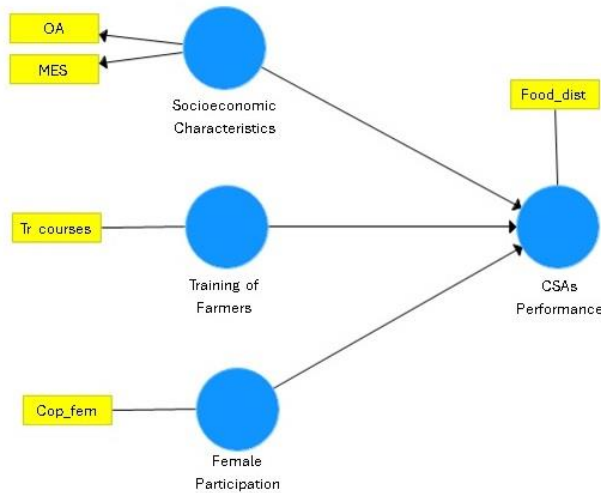 OA
MES
Socioeconomic
Characteristics
Food_dist
Tr courses
Training of
Farmers
CSAs
Performance
Cop_fem
Female
Participation